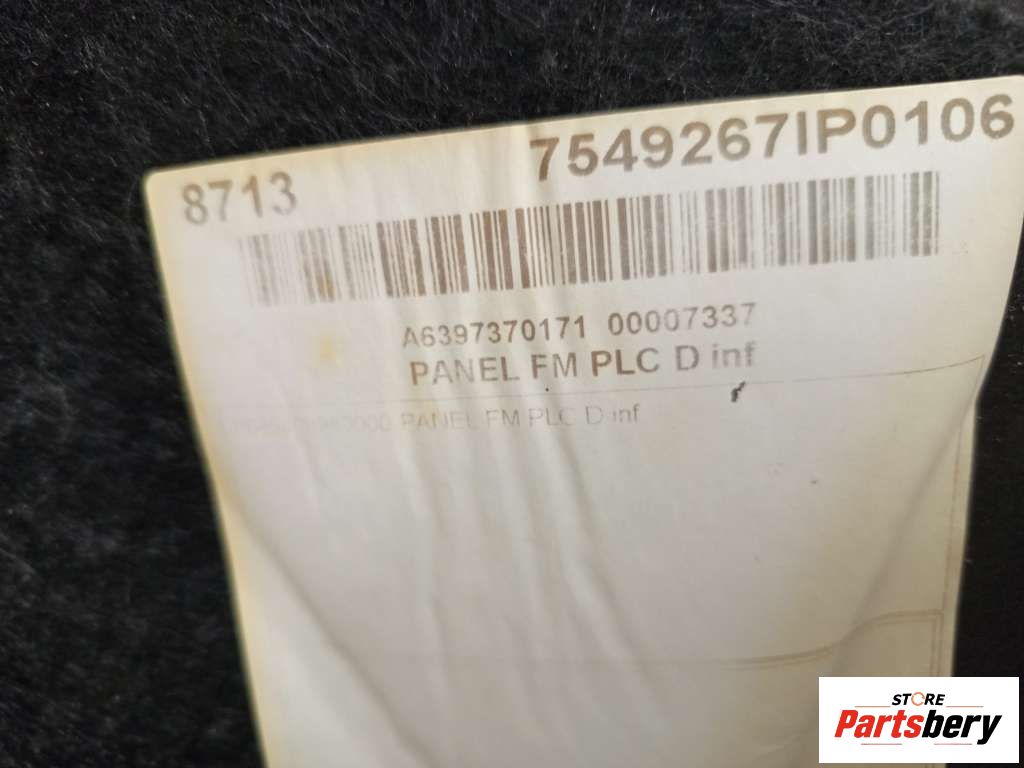 8713 7549267IP0106
A6397370171 00007337
PANEL FM PLC D inf
PANEL FM PLC D inf
STORE
Partsbery